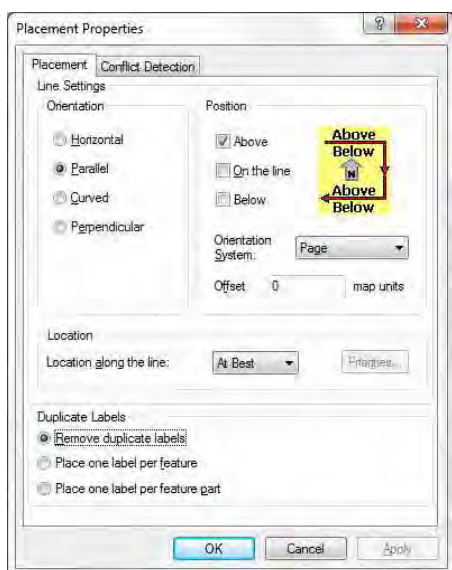 Placement Properties
Placement
Conflict Detection
Line Settings
Orientation
Horizontal
Parallel
Curved
Perpendicular
Position
Above
On the line
Below
Above
Below
N
Above
Below
Orientation System:
Page
Offset 0 map units
Location
Location along the line:
At Best
Priorities...
Duplicate Labels
Remove duplicate labels
Place one label per feature
Place one label per feature part
OK
Cancel
Apply